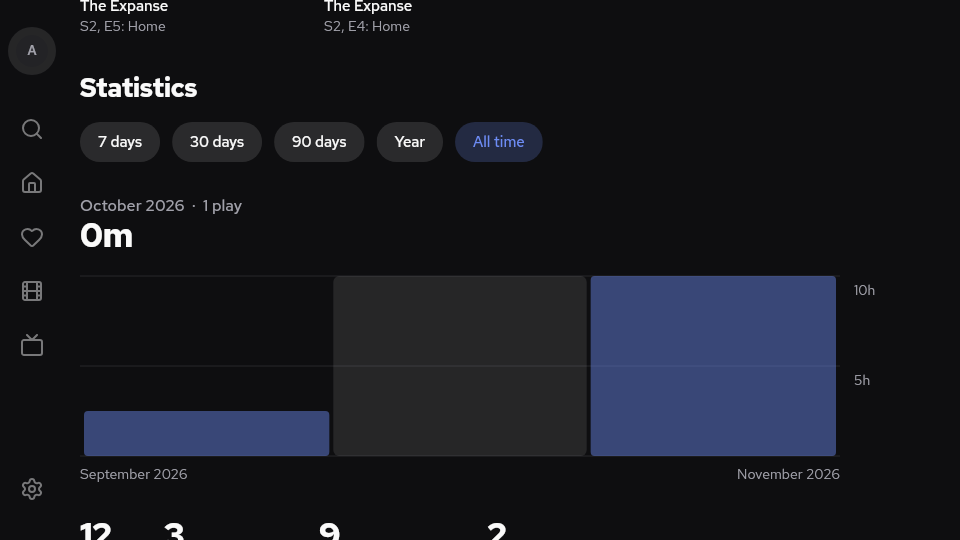 The Expanse
S2, E5: Home
The Expanse
S2, E4: Home
A
Statistics
7 days
30 days
90 days
Year
All time
October 2026 · 1 play
0m
10h
5h
September 2026
November 2026
12
3
9
2